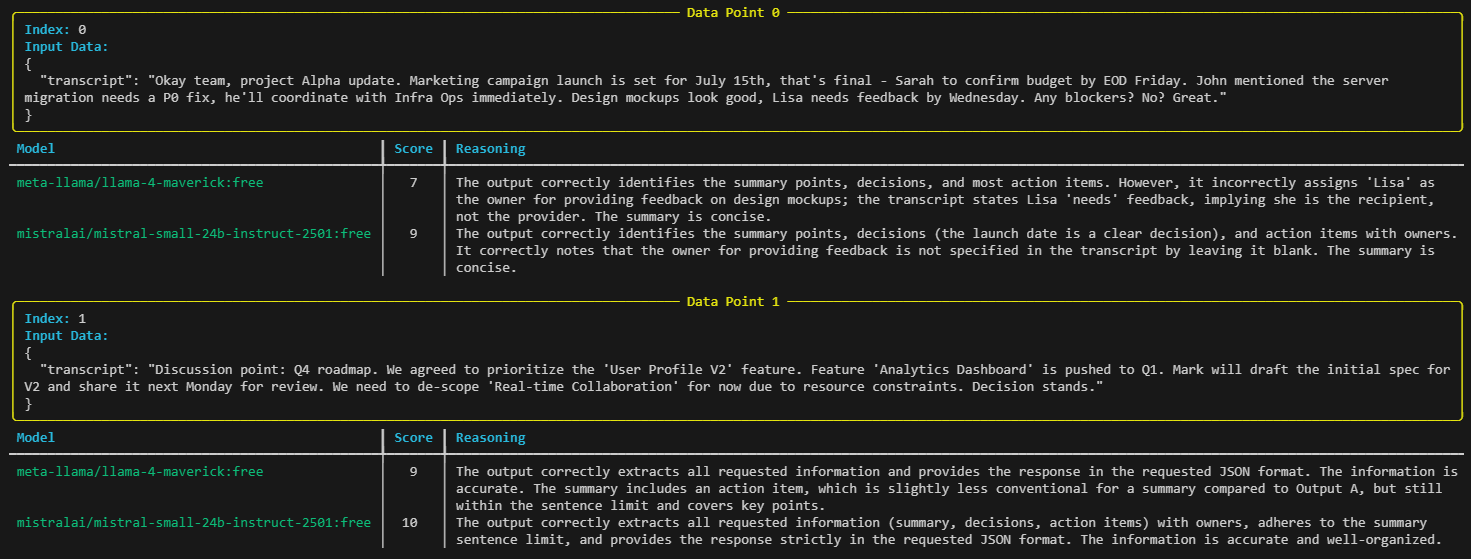 Data Point 0
Index: 0
Input Data:
{
"transcript": "Okay team, project Alpha update. Marketing campaign launch is set for July 15th, that's final - Sarah to confirm budget by EOD Friday. John mentioned the server
migration needs a P0 fix, he'll coordinate with Infra Ops immediately. Design mockups look good, Lisa needs feedback by Wednesday. Any blockers? No? Great."
}
Model Score Reasoning
meta-llama/llama-4-maverick:free 7 The output correctly identifies the summary points, decisions, and most action items. However, it incorrectly assigns 'Lisa' as
the owner for providing feedback on design mockups; the transcript states Lisa 'needs' feedback, implying she is the recipient,
not the provider. The summary is concise.
mistralai/mistral-small-24b-instruct-2501:free 9 The output correctly identifies the summary points, decisions (the launch date is a clear decision), and action items with owners.
It correctly notes that the owner for providing feedback is not specified in the transcript by leaving it blank. The summary is
concise.
Data Point 1
Index: 1
Input Data:
{
"transcript": "Discussion point: Q4 roadmap. We agreed to prioritize the 'User Profile V2' feature. Feature 'Analytics Dashboard' is pushed to Q1. Mark will draft the initial spec for
V2 and share it next Monday for review. We need to de-scope 'Real-time Collaboration' for now due to resource constraints. Decision stands."
}
Model Score Reasoning
meta-llama/llama-4-maverick:free 9 The output correctly extracts all requested information and provides the response in the requested JSON format. The information is
accurate. The summary includes an action item, which is slightly less conventional for a summary compared to Output A, but still
within the sentence limit and covers key points.
mistralai/mistral-small-24b-instruct-2501:free 10 The output correctly extracts all requested information (summary, decisions, action items) with owners, adheres to the summary
sentence limit, and provides the response strictly in the requested JSON format. The information is accurate and well-organized.